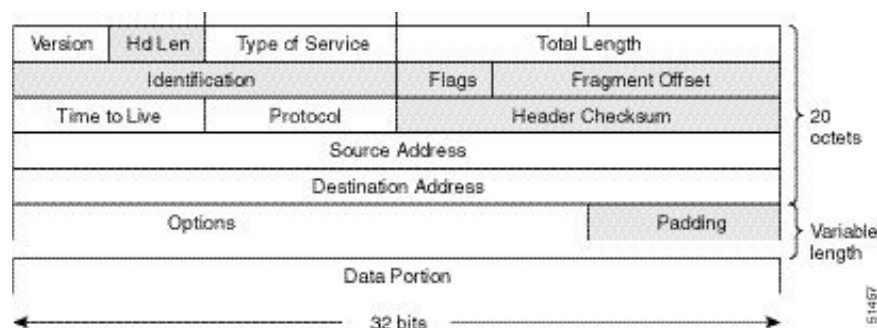 Version Hd Len Type of Service Total Length
Identification Flags Fragment Offset
Time to Live Protocol Header Checksum
20
octets
Source Address
Destination Address
Options Padding
Variable
length
Data Portion
32 bits
51457